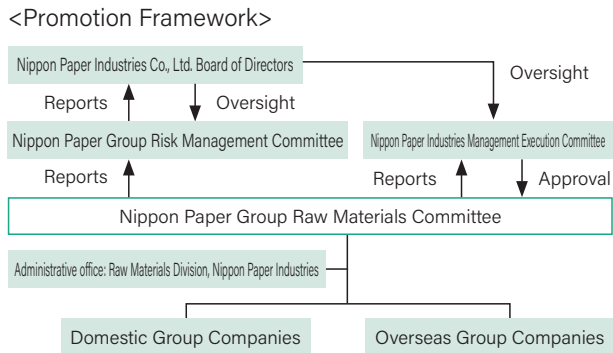 <Promotion Framework>
Nippon Paper Industries Co., Ltd. Board of Directors
Oversight
Reports
Oversight
Nippon Paper Group Risk Management Committee
Nippon Paper Industries Management Execution Committee
Reports
Reports
Approval
Nippon Paper Group Raw Materials Committee
Administrative office: Raw Materials Division, Nippon Paper Industries
Domestic Group Companies
Overseas Group Companies